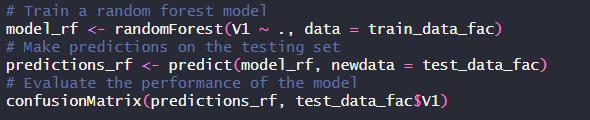 # Train a random forest model
model_rf <- randomForest(V1 ~ ., data = train_data_fac)
# Make predictions on the testing set
predictions_rf <- predict(model_rf, newdata = test_data_fac)
# Evaluate the performance of the model
confusionMatrix(predictions_rf, test_data_fac$V1)